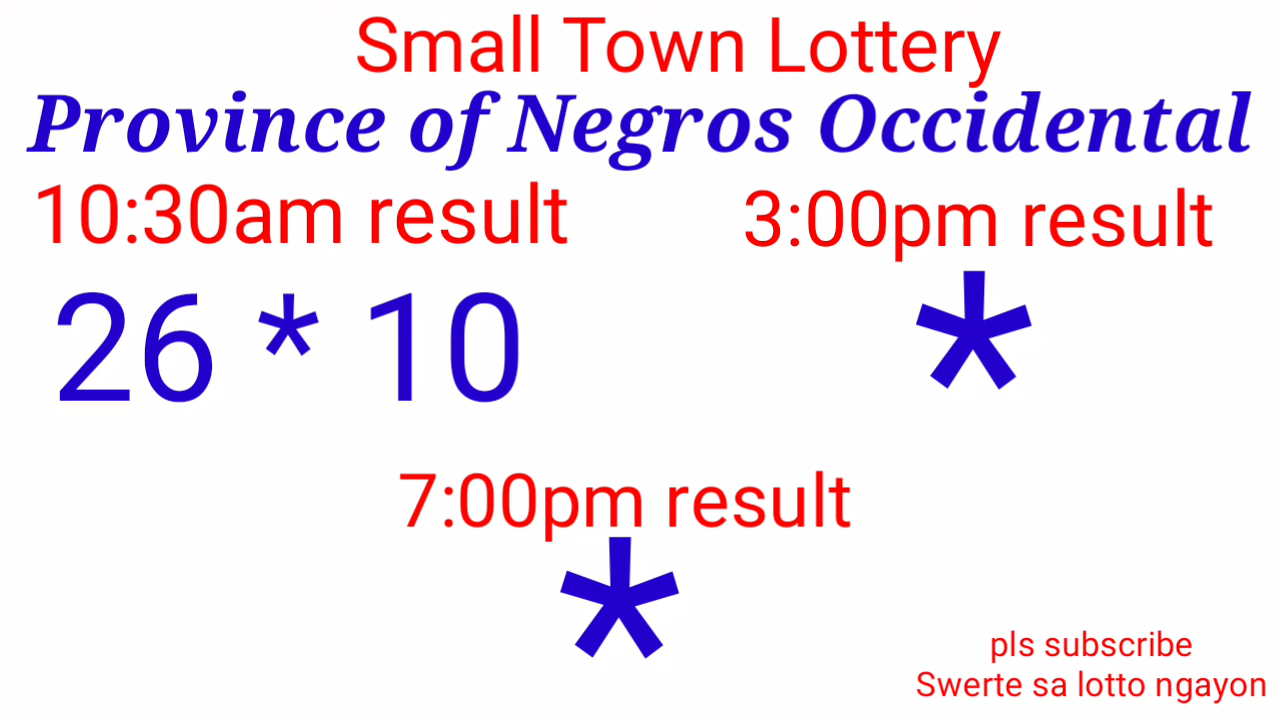 Small Town Lottery
Province of Negros Occidental
10:30am result
3:00pm result
26 * 10
*
7:00pm result
*
pls subscribe
Swerte sa lotto ngayon